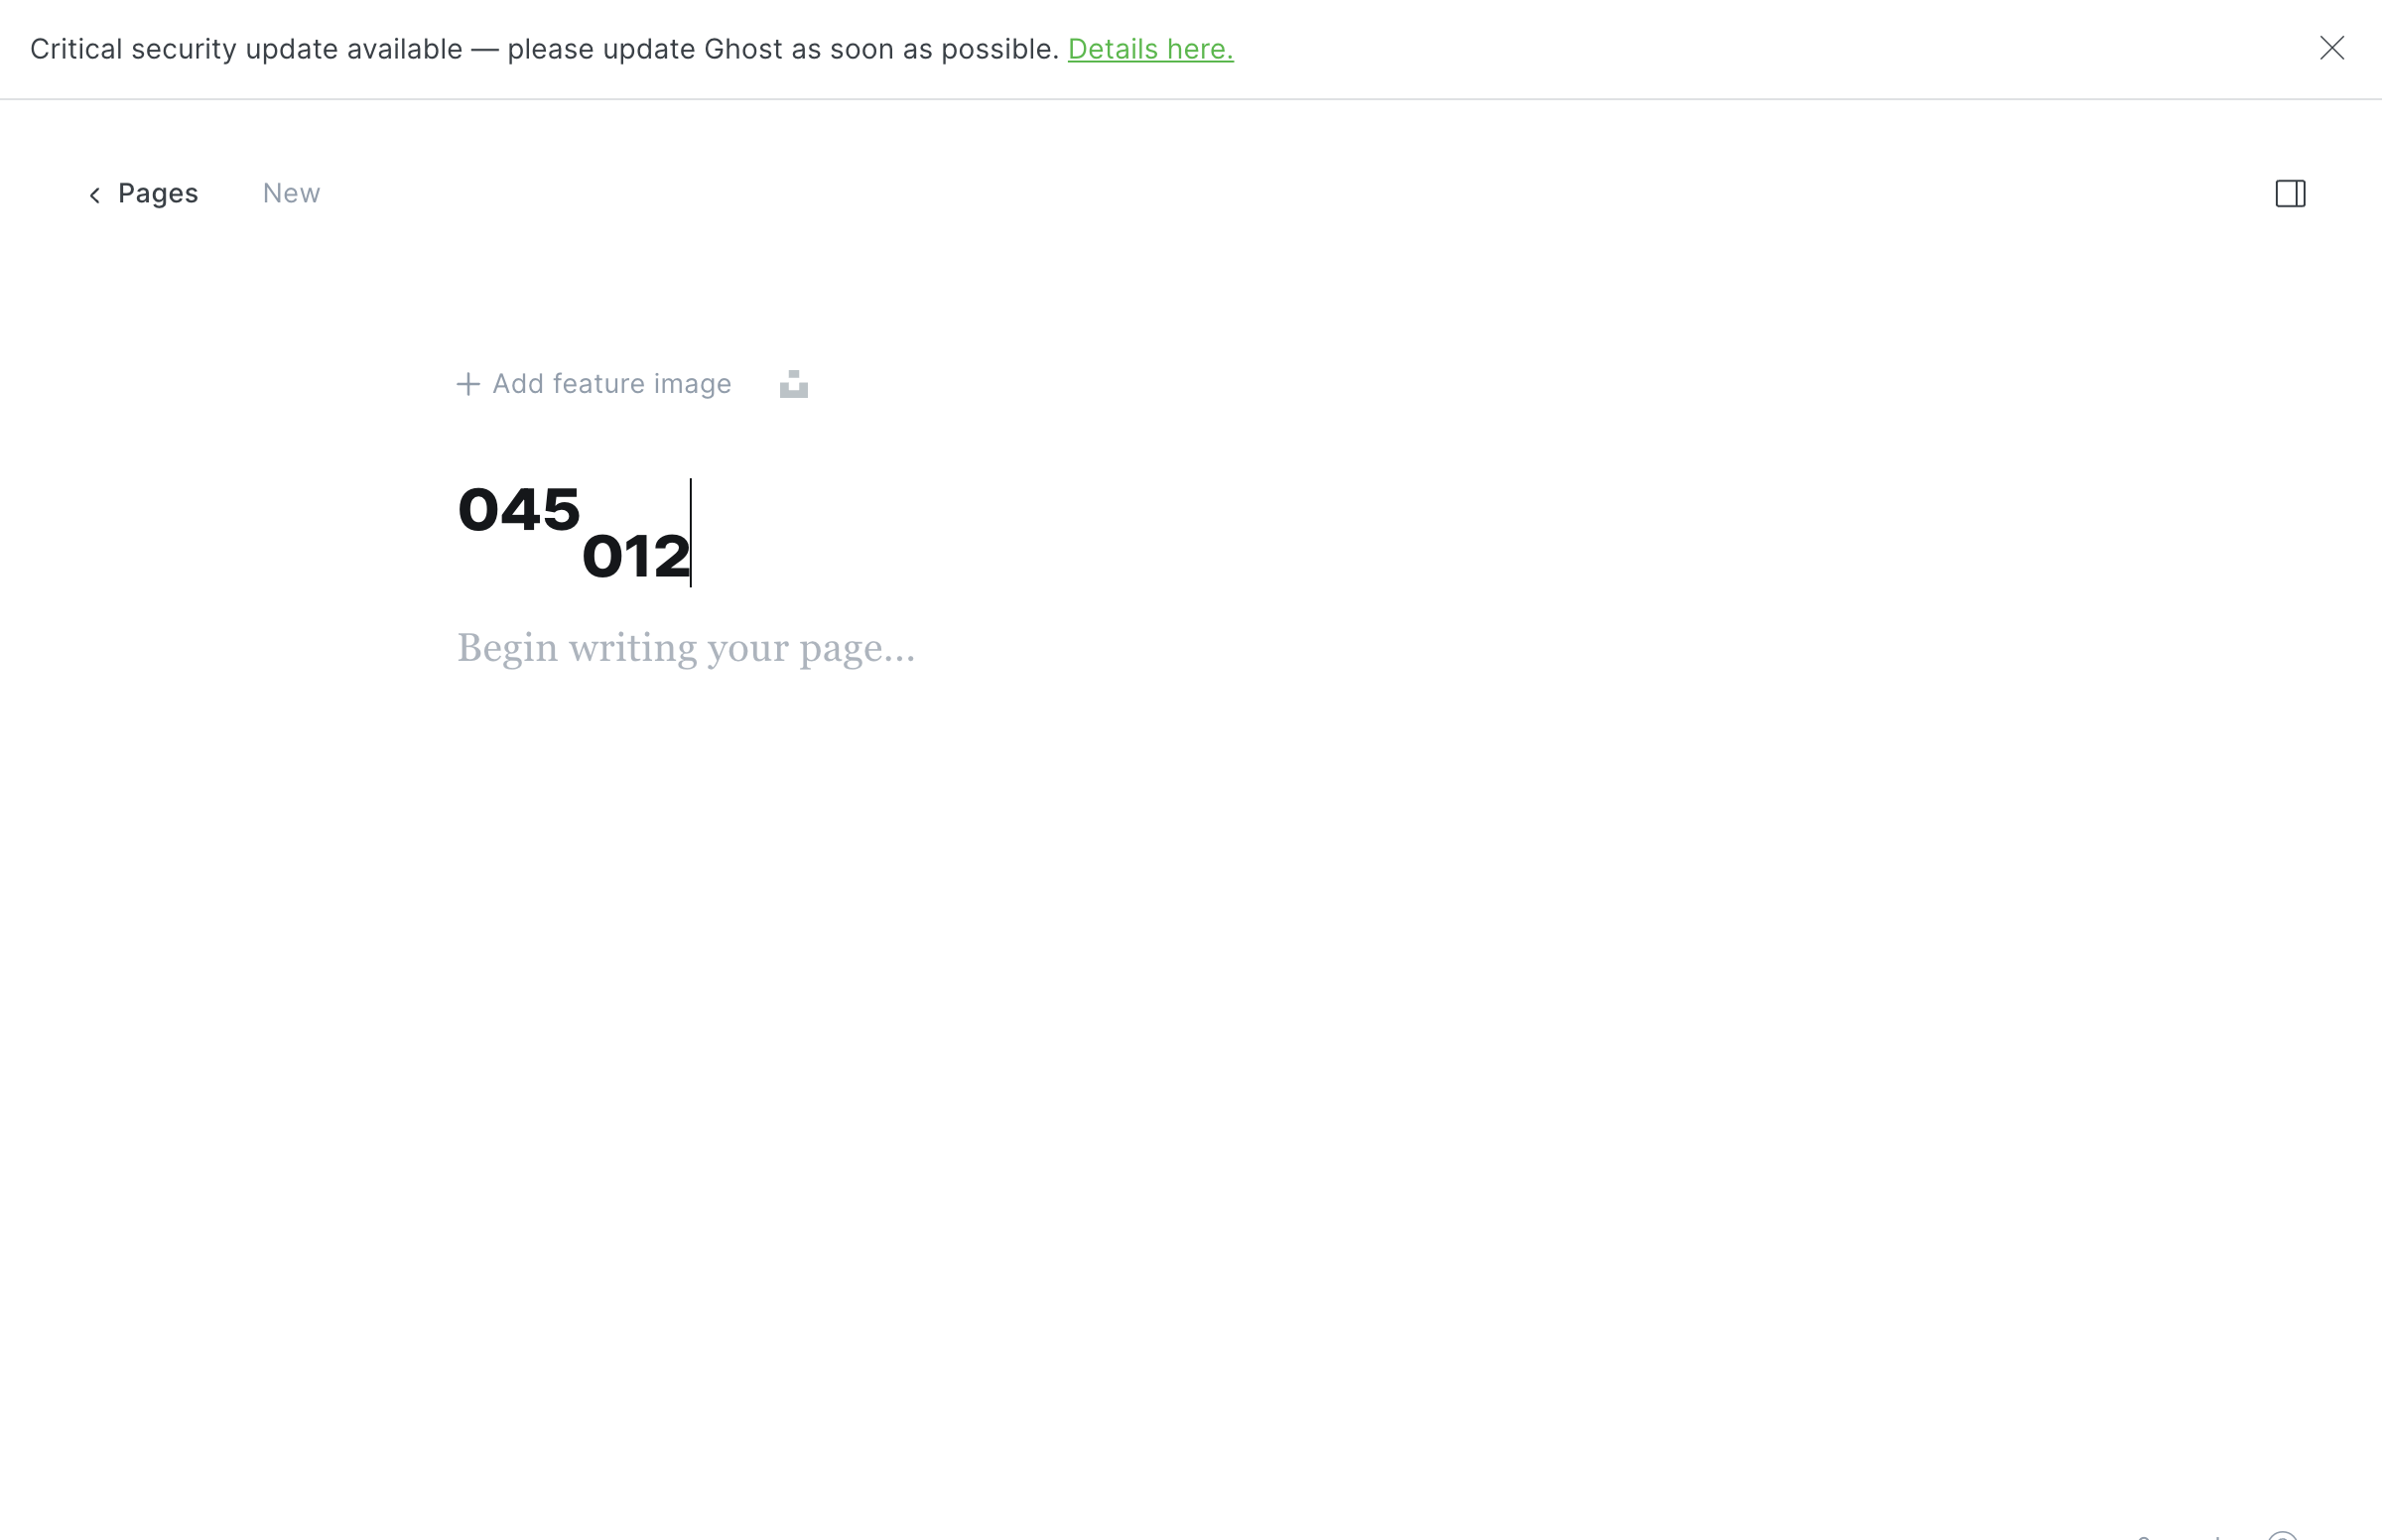 Critical security update available — please update Ghost as soon as possible. Details here.
Pages
New
Add feature image
045
012
Begin writing your page...